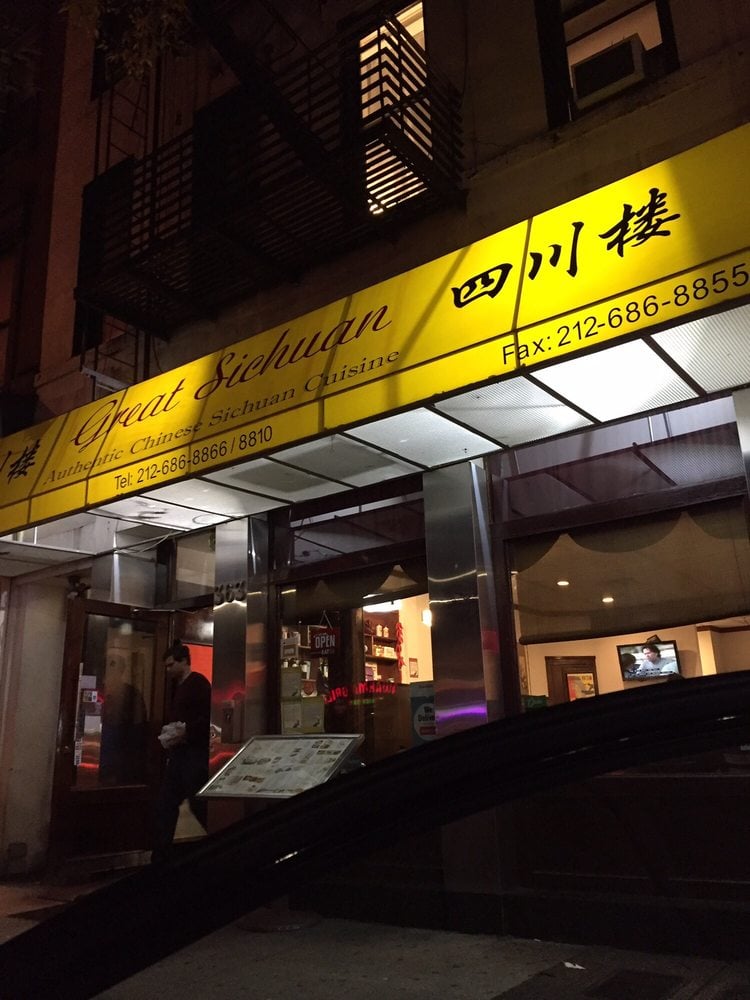 四川楼
Great Sichuan
Authentic Chinese Sichuan Cuisine
Tel: 212-686-8866 / 8810
Fax: 212-686-8855
楼
363
OPEN